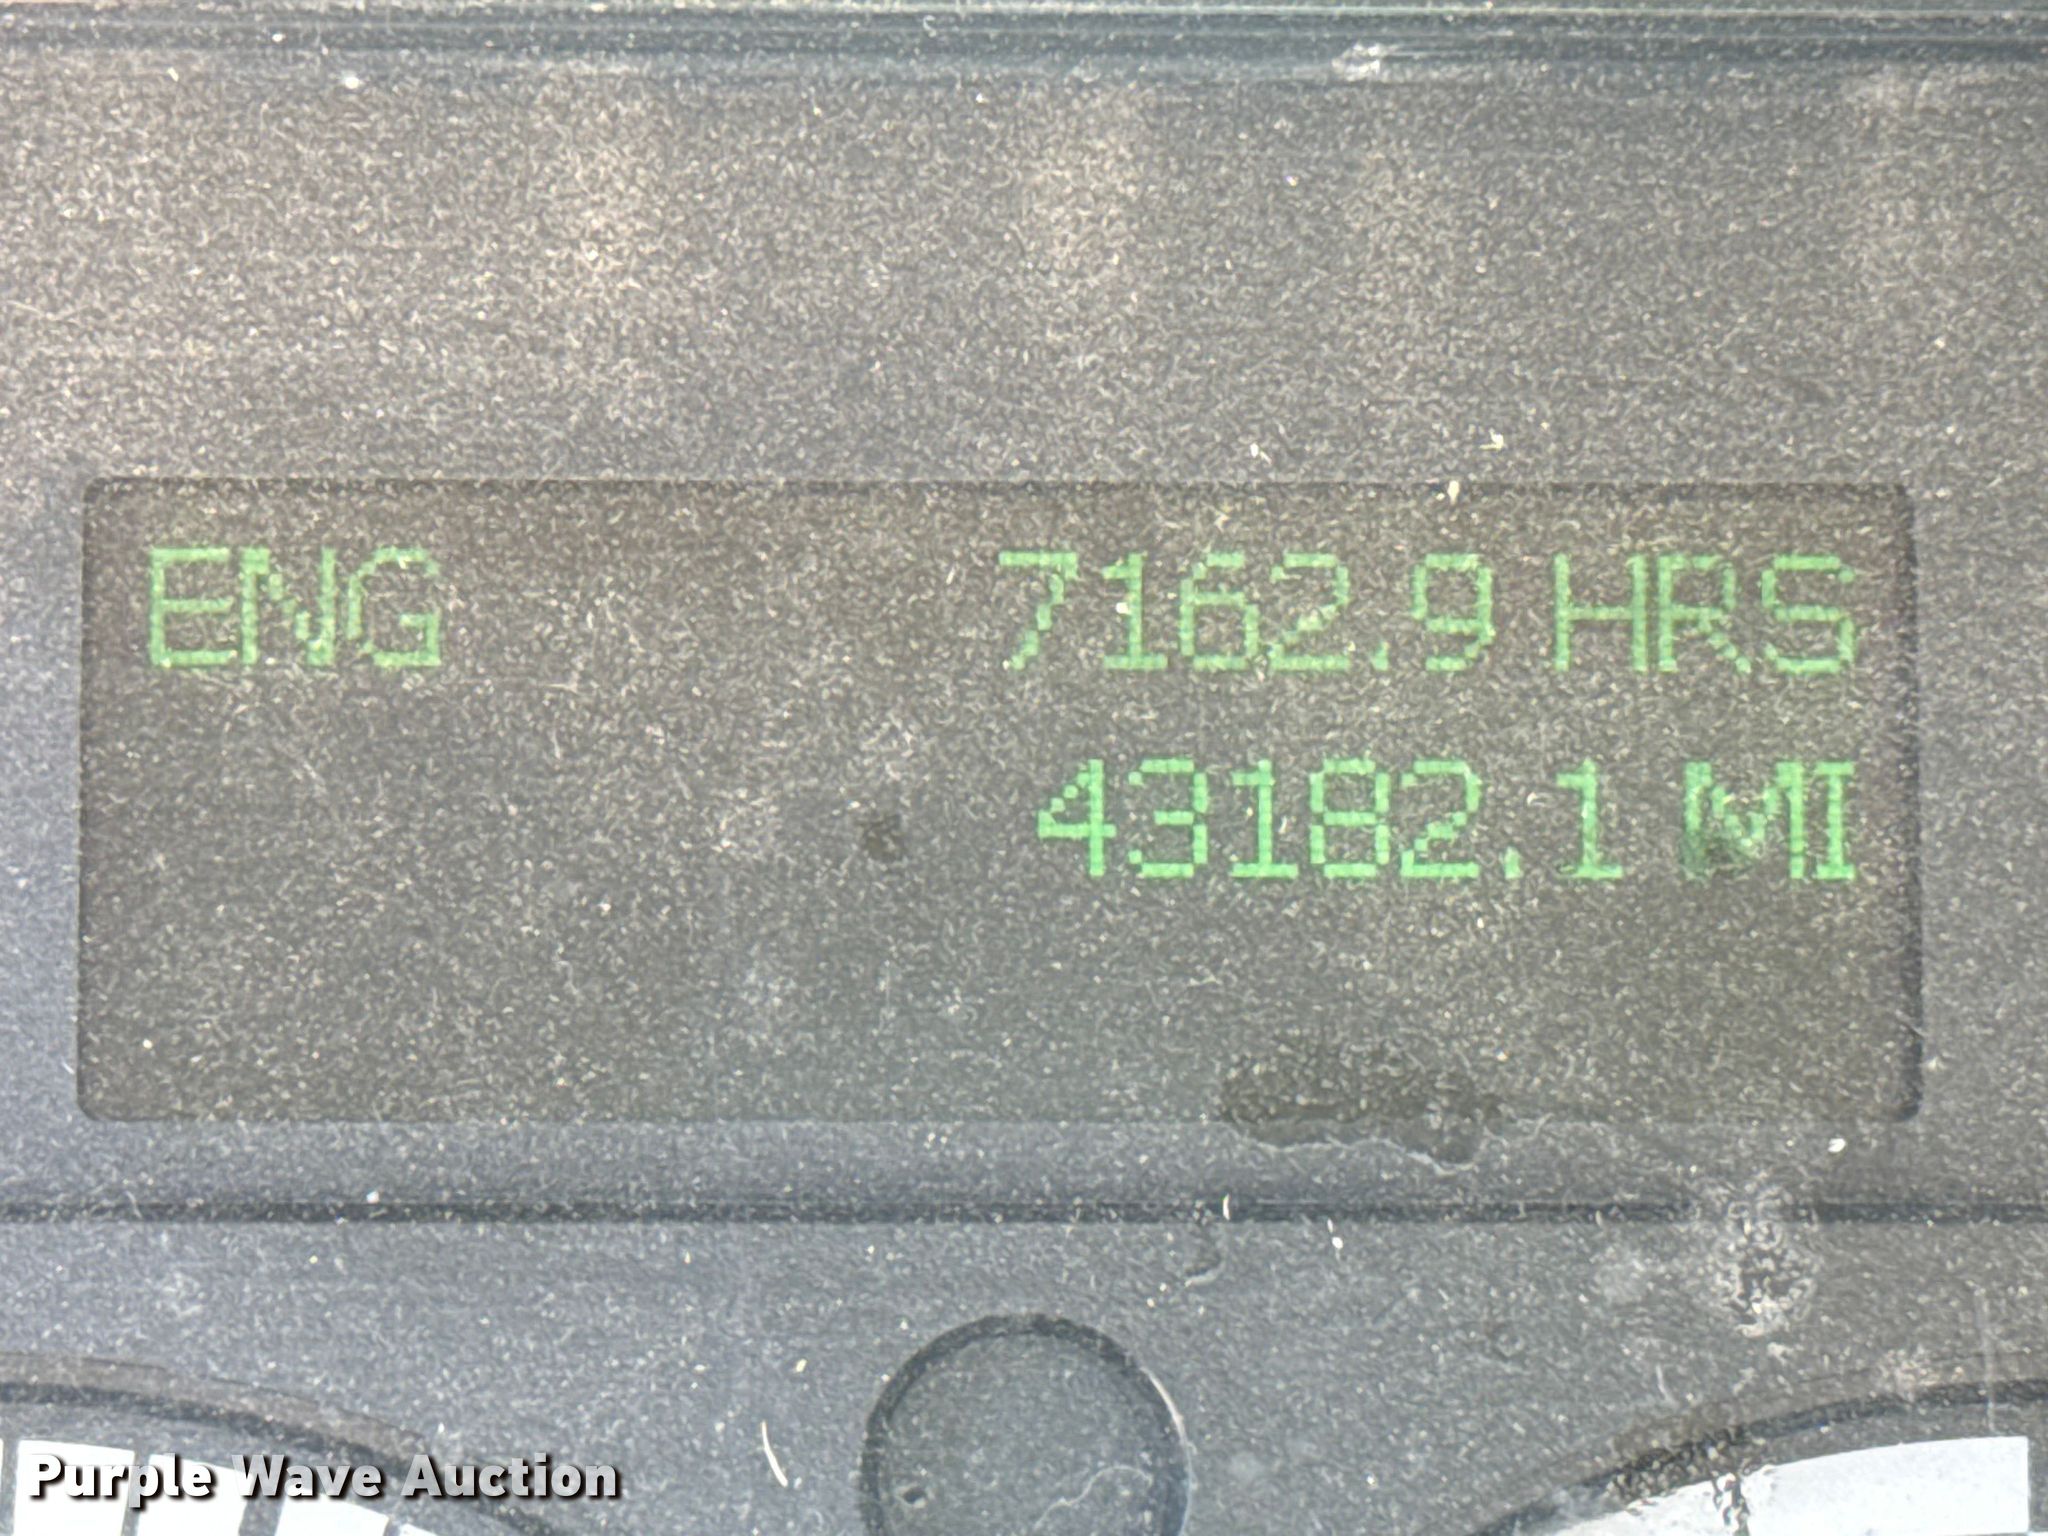 ENG 7162.9 HRS
43182.1 MI
Purple Wave Auction